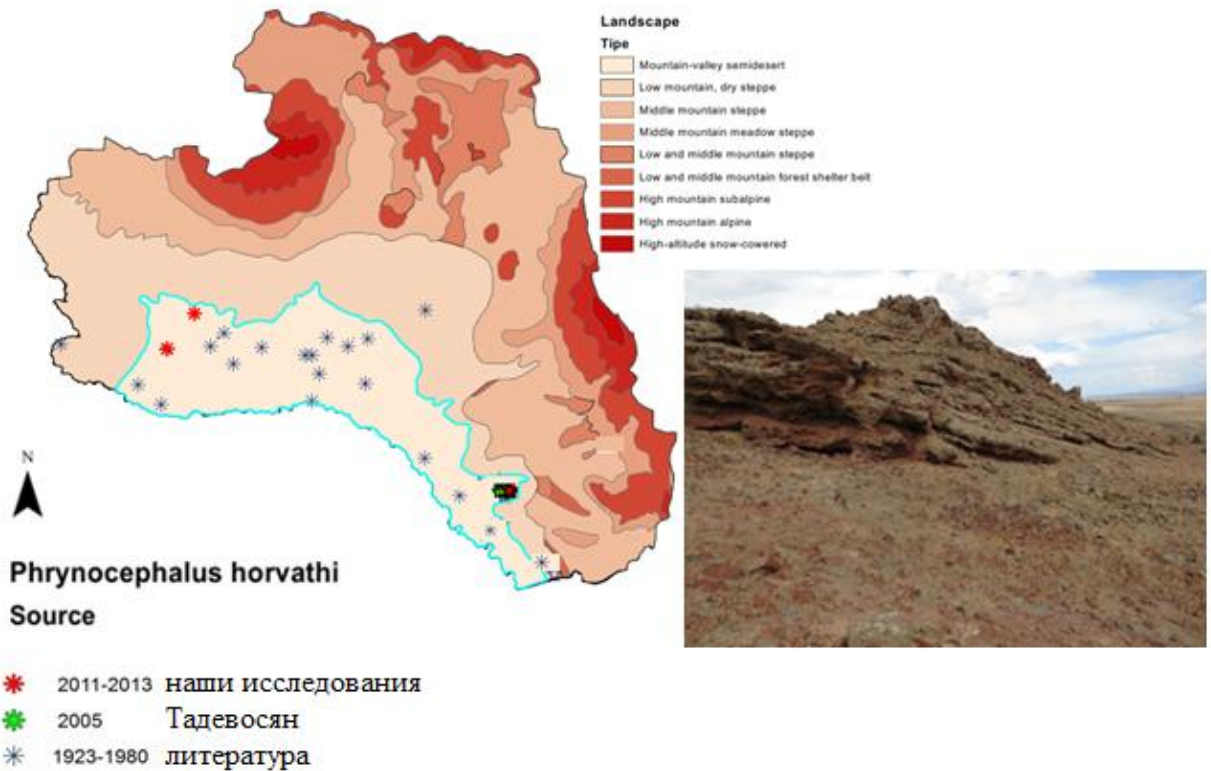 Landscape
Tipe
Mountain-valley semidesert
Low mountain, dry steppe
Middle mountain steppe
Middle mountain meadow steppe
Low and middle mountain steppe
Low and middle mountain forest shelter belt
High mountain subalpine
High mountain alpine
High-altitude snow-cowered
N
Phrynocephalus horvathi
Source
2011-2013 наши исследования
2005 Тадевосян
1923-1980 литература